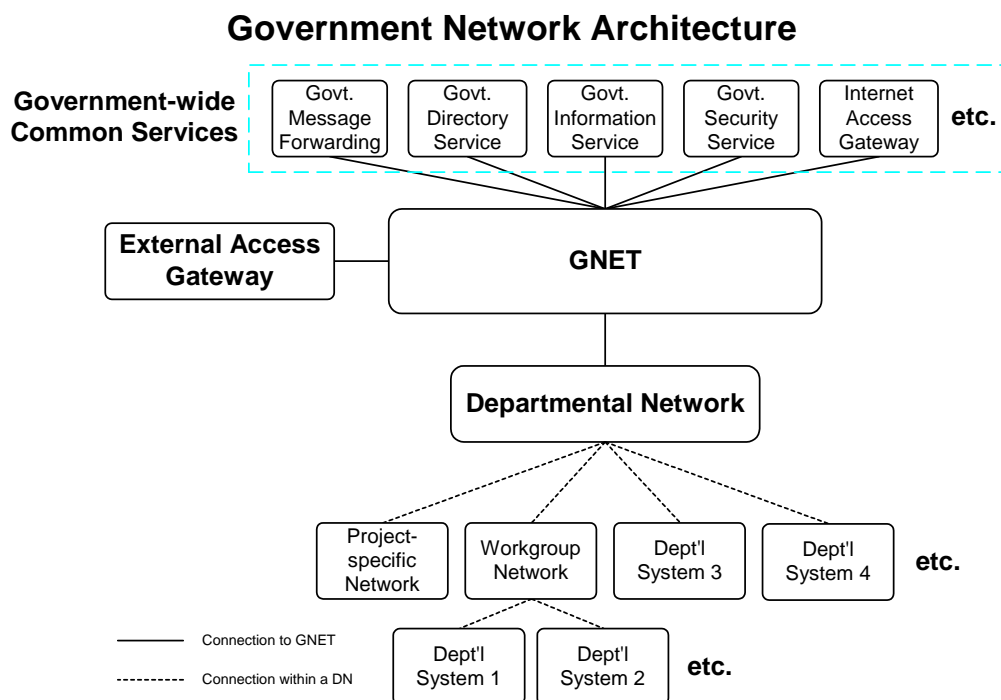 Government Network Architecture
Government-wide
Common Services
Govt.
Message
Forwarding
Govt.
Directory
Service
Govt.
Information
Service
Govt.
Security
Service
Internet
Access
Gateway
etc.
External Access
Gateway
GNET
Departmental Network
Project-
specific
Network
Workgroup
Network
Dept'l
System 3
Dept'l
System 4
etc.
Connection to GNET
Connection within a DN
Dept'l
System 1
Dept'l
System 2
etc.